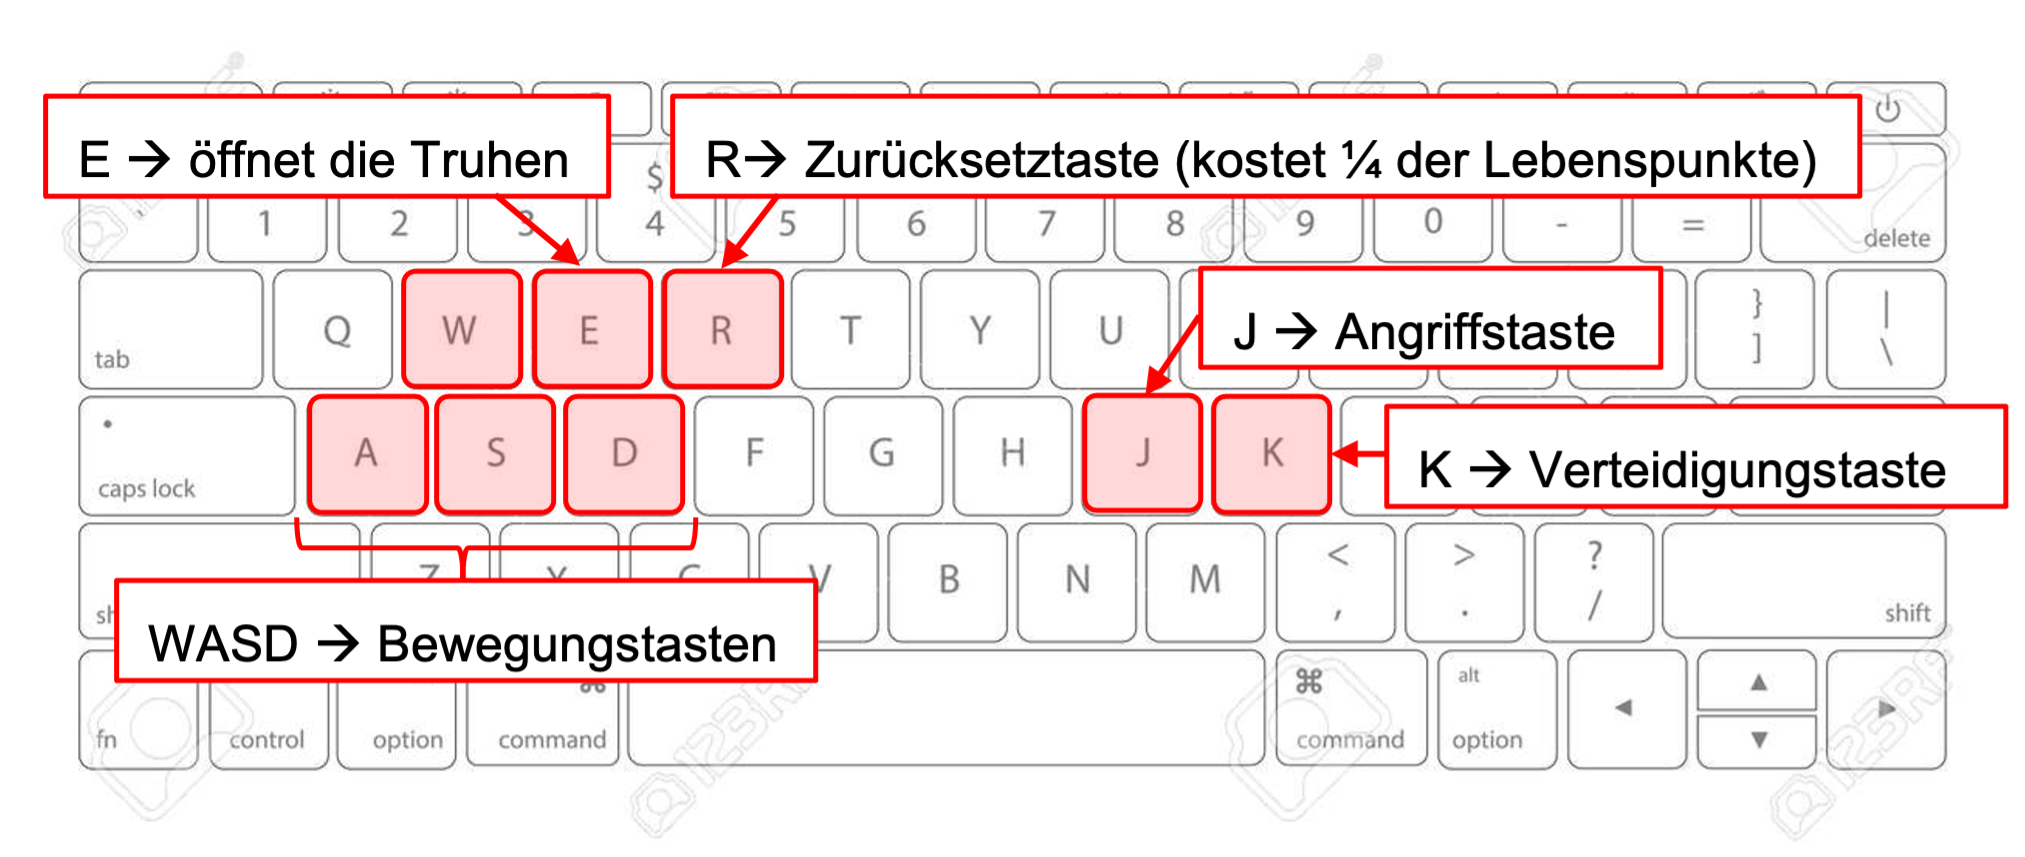 E → öffnet die Truhen
R→ Zurücksetztaste (kostet ¼ der Lebenspunkte)
$
1 2 3 4 5 6 7 8 9 0 - = delete
J → Angriffstaste
tab Q W E R T Y U } ] | \
caps lock A S D F G H J K
K → Verteidigungstaste
V B N M < , > . ? / shift
WASD → Bewegungstasten
fn control option ⌘ command ⌘ command alt option ◀ ▲ ▼ ▶
123RF